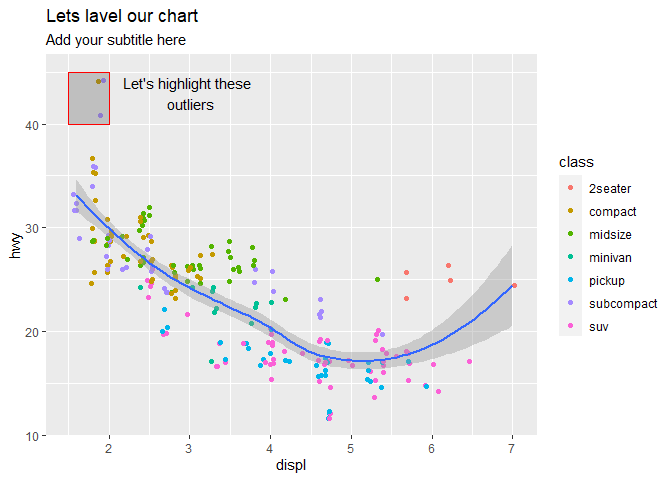 Lets lavel our chart
Add your subtitle here
Let's highlight these
outliers
40
30
20
10
hwy
2
3
4
5
6
7
displ
class
2seater
compact
midsize
minivan
pickup
subcompact
suv